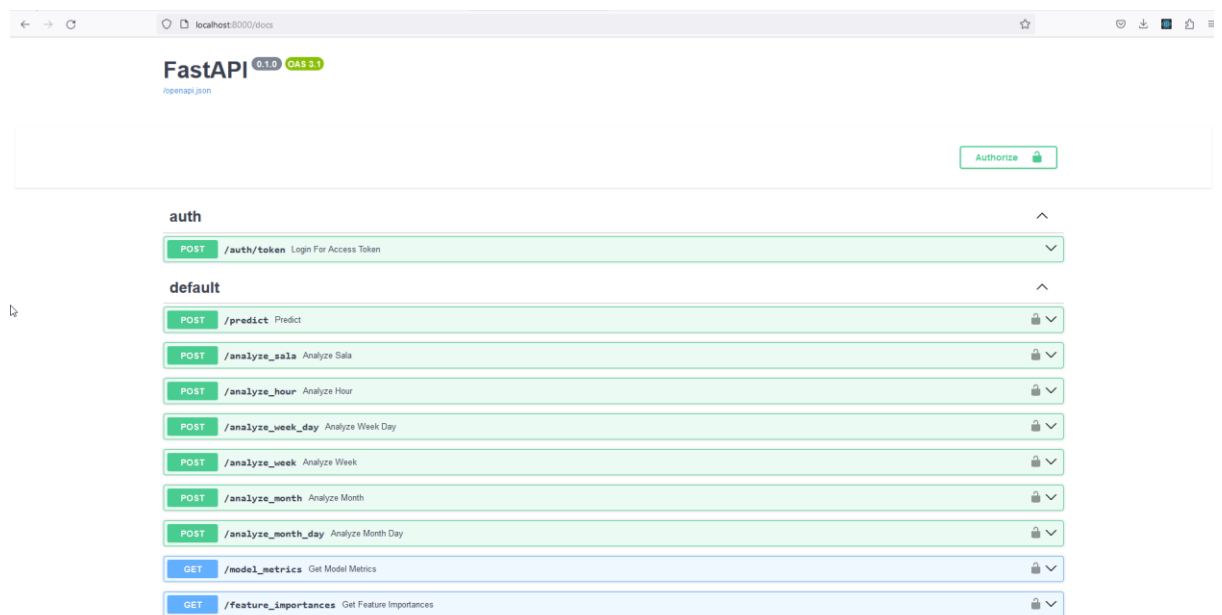 localhost:8000/docs
FastAPI 0.1.0 OAS 3.1
/openapi.json
Authorize
auth
POST /auth/token Login For Access Token
default
POST /predict Predict
POST /analyze_sala Analyze Sala
POST /analyze_hour Analyze Hour
POST /analyze_week_day Analyze Week Day
POST /analyze_week Analyze Week
POST /analyze_month Analyze Month
POST /analyze_month_day Analyze Month Day
GET /model_metrics Get Model Metrics
GET /feature_importances Get Feature Importances